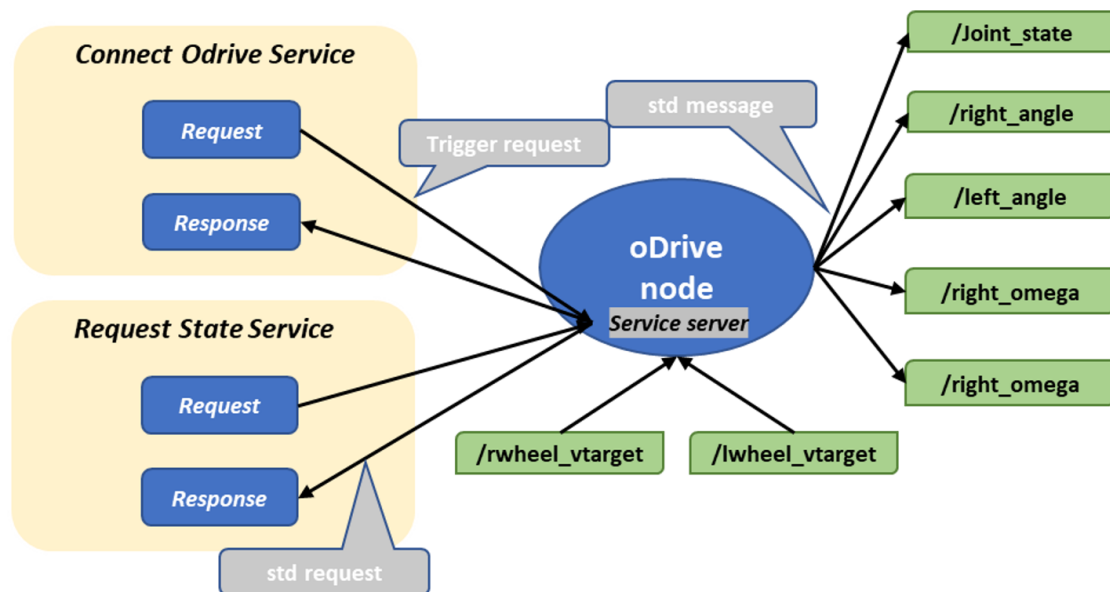 Connect Odrive Service
Request
Response
Trigger request
std message
Request State Service
Request
Response
std request
oDrive
node
Service server
/rwheel_vtarget
/lwheel_vtarget
/Joint_state
/right_angle
/left_angle
/right_omega
/right_omega